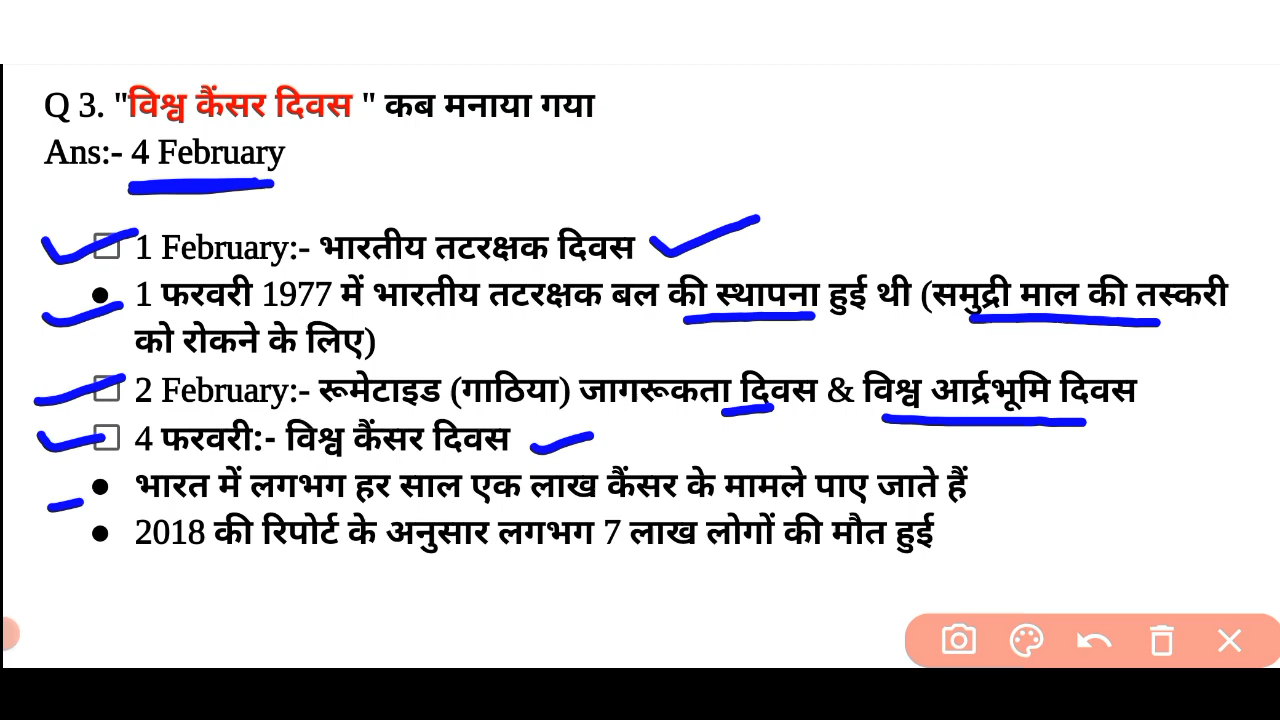 Q 3. "विश्व कैंसर दिवस " कब मनाया गया
Ans:- 4 February
1 February:- भारतीय तटरक्षक दिवस
● 1 फरवरी 1977 में भारतीय तटरक्षक बल की स्थापना हुई थी (समुद्री माल की तस्करी
को रोकने के लिए)
2 February:- रूमेटाइड (गाठिया) जागरूकता दिवस & विश्व आर्द्रभूमि दिवस
4 फरवरी:- विश्व कैंसर दिवस
● भारत में लगभग हर साल एक लाख कैंसर के मामले पाए जाते हैं
● 2018 की रिपोर्ट के अनुसार लगभग 7 लाख लोगों की मौत हुई